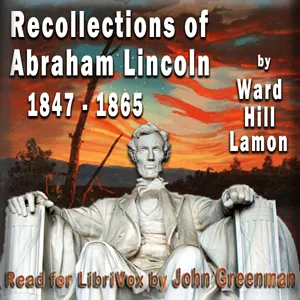 Recollections of
Abraham Lincoln
1847 - 1865
by
Ward
Hill
Lamon
Read for LibriVox by John Greenman